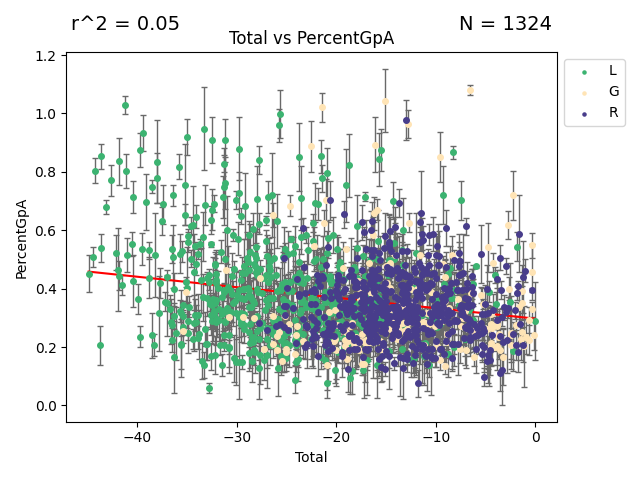 r^2 = 0.05 N = 1324
Total vs PercentGpA
1.2
1.0
0.8
0.6
0.4
0.2
0.0
PercentGpA
−40 −30 −20 −10 0
Total
L
G
R